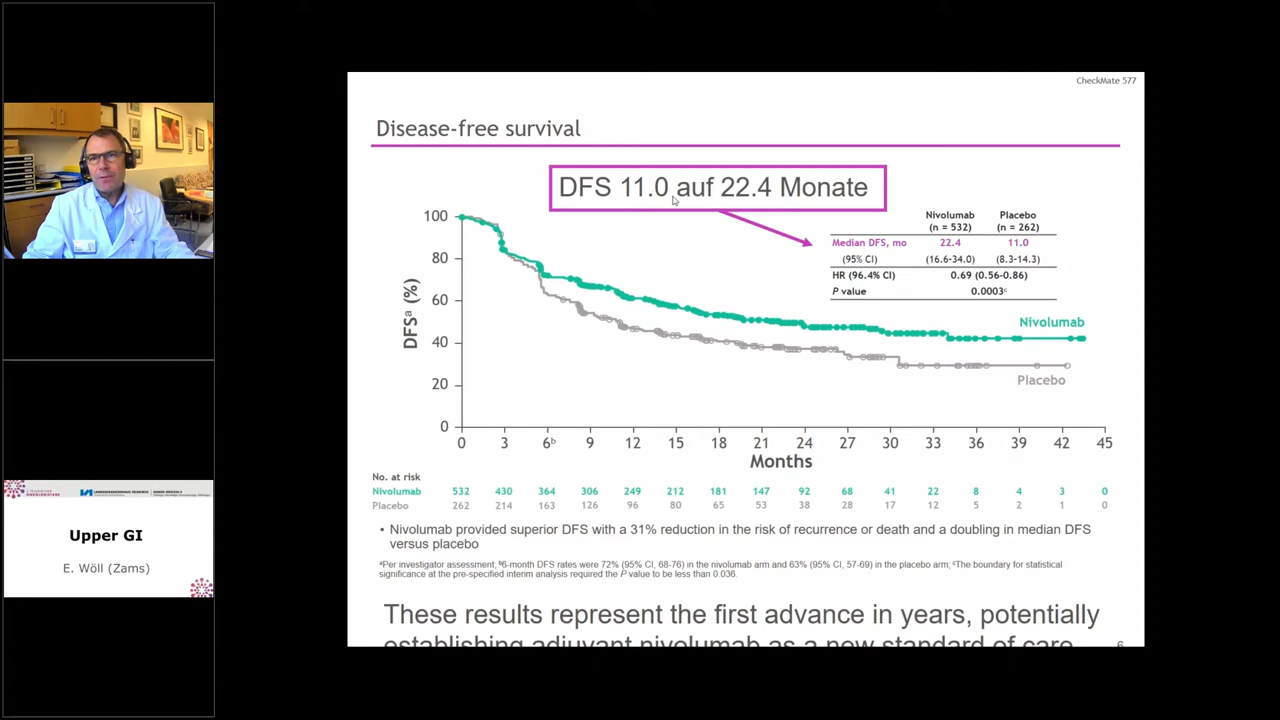 CheckMate 577
Disease-free survival
DFS 11.0 auf 22.4 Monate
Nivolumab Placebo
(n = 532) (n = 262)
Median DFS, mo 22.4 11.0
(95% CI) (16.6-34.0) (8.3-14.3)
HR (96.4% CI) 0.69 (0.56-0.86)
P value 0.0003ᶜ
100
80
60
40
20
0
DFSᵃ (%)
Nivolumab
Placebo
0 3 6ᵇ 9 12 15 18 21 24 27 30 33 36 39 42 45
Months
No. at risk
Nivolumab 532 430 364 306 249 212 181 147 92 68 41 22 8 4 3 0
Placebo 262 214 163 126 96 80 65 53 38 28 17 12 5 2 1 0
• Nivolumab provided superior DFS with a 31% reduction in the risk of recurrence or death and a doubling in median DFS
versus placebo
ᵃPer investigator assessment; ᵇ6-month DFS rates were 72% (95% CI, 68-76) in the nivolumab arm and 63% (95% CI, 57-69) in the placebo arm; ᶜThe boundary for statistical
significance at the pre-specified interim analysis required the P value to be less than 0.036.
These results represent the first advance in years, potentially
establishing adjuvant nivolumab as a new standard of care
6
Upper GI
E. Wöll (Zams)